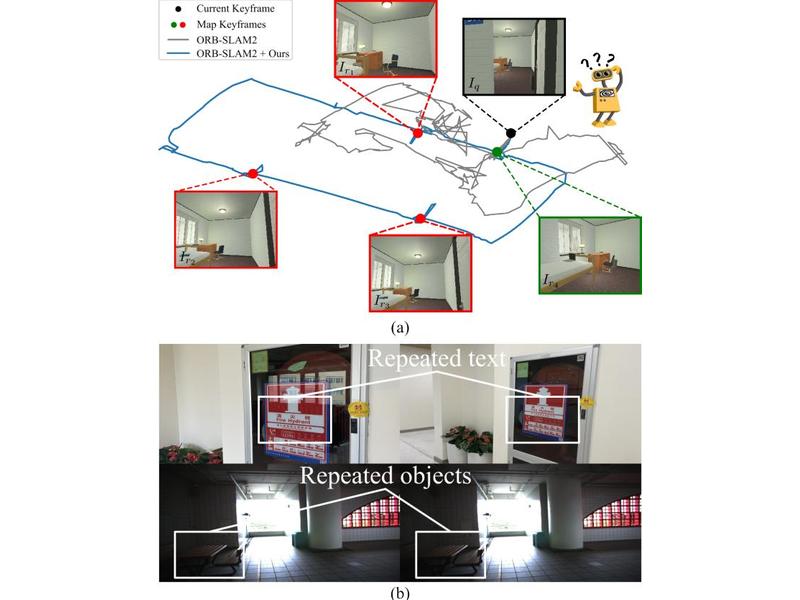 Current Keyframe
Map Keyframes
ORB-SLAM2
ORB-SLAM2 + Ours
I_r1
I_q
? ? ?
I_r2
I_r3
I_r4
(a)
Repeated text
Fire Hydrant
Repeated objects
(b)